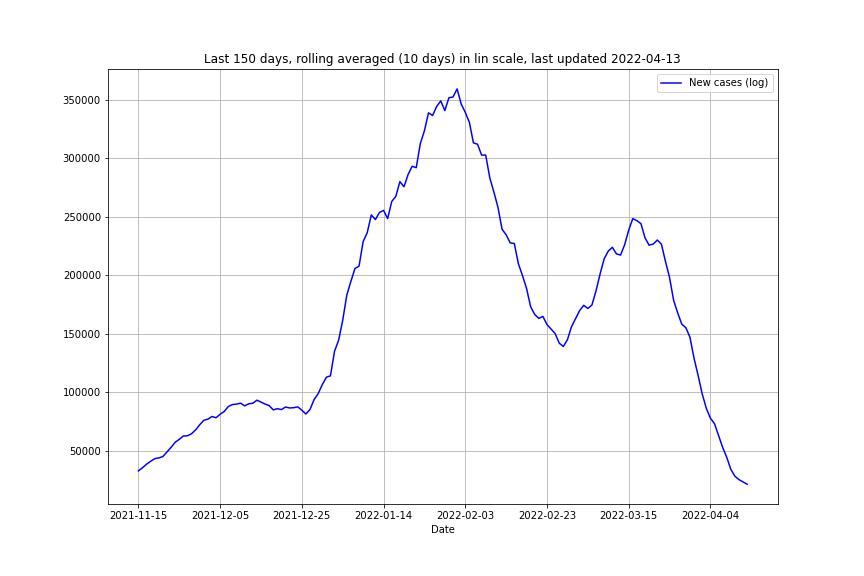 Last 150 days, rolling averaged (10 days) in lin scale, last updated 2022-04-13
New cases (log)
350000
300000
250000
200000
150000
100000
50000
2021-11-15 2021-12-05 2021-12-25 2022-01-14 2022-02-03 2022-02-23 2022-03-15 2022-04-04
Date